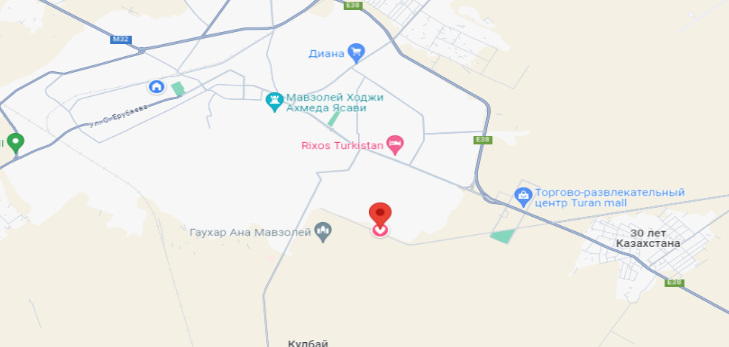 E38
M32
Диана
Мавзолей Ходжи
Ахмеда Ясави
ул. С. Ерубаева
Rixos Turkistan
E38
Торгово-развлекательный
центр Turan mall
Гаухар Ана Мавзолей
30 лет
Казахстана
E38
Кулбай